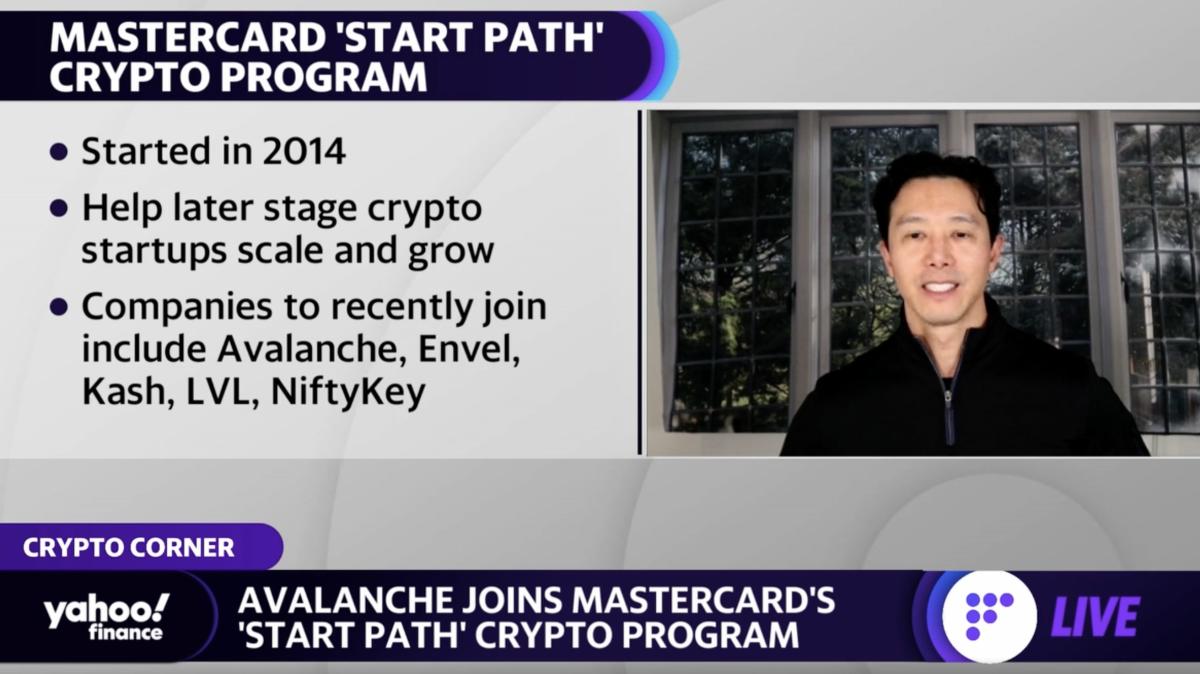 MASTERCARD 'START PATH'
CRYPTO PROGRAM
• Started in 2014
• Help later stage crypto
startups scale and grow
• Companies to recently join
include Avalanche, Envel,
Kash, LVL, NiftyKey
CRYPTO CORNER
yahoo!
finance
AVALANCHE JOINS MASTERCARD'S
'START PATH' CRYPTO PROGRAM
LIVE